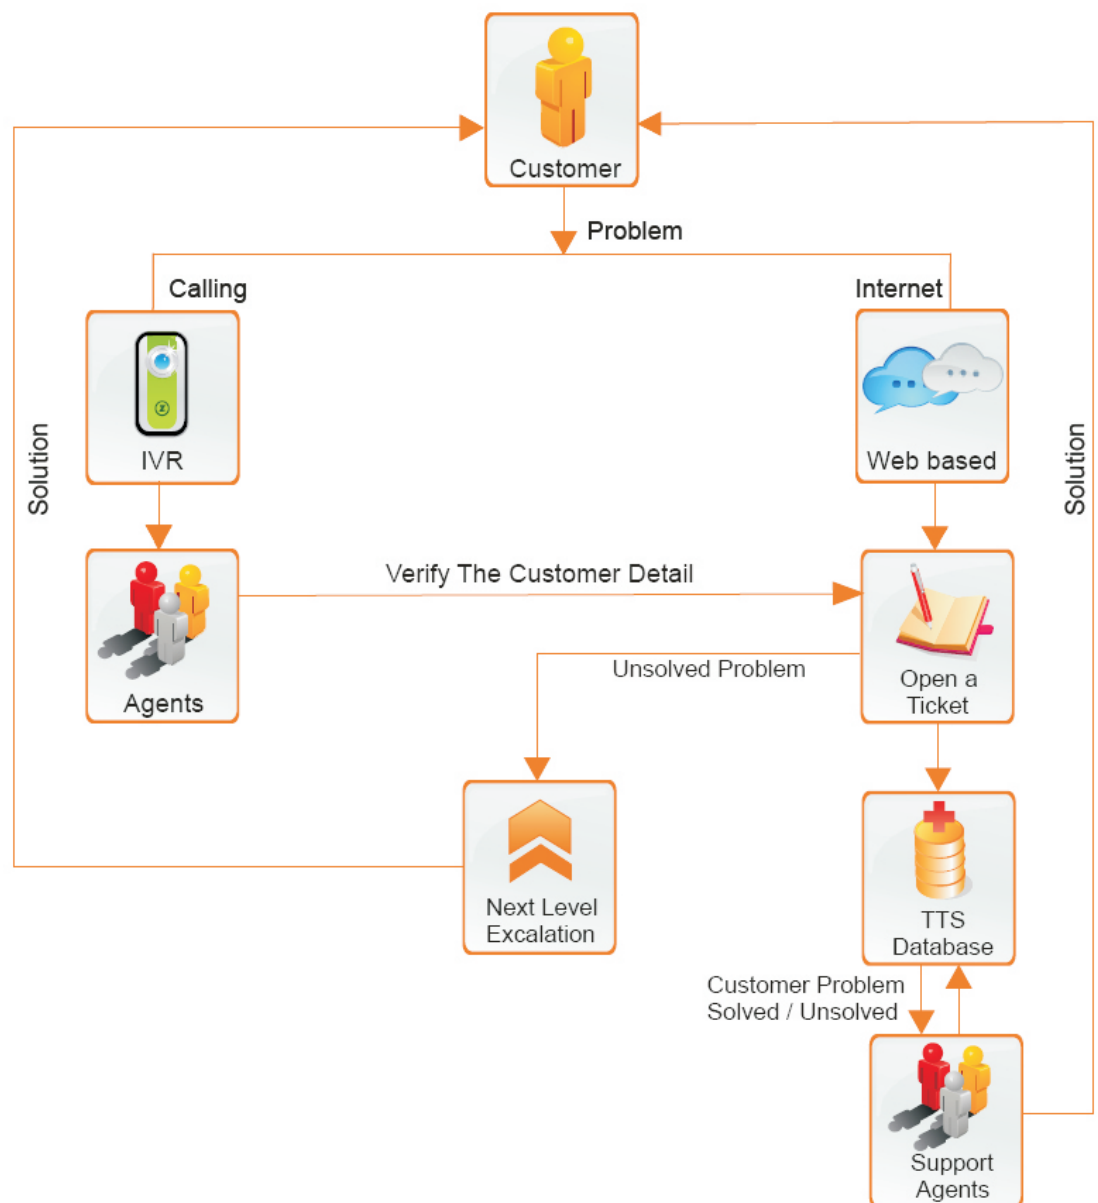 Customer
Problem
Calling
Internet
IVR
Web based
Solution
Solution
Verify The Customer Detail
Agents
Unsolved Problem
Open a
Ticket
Next Level
Excalation
TTS
Database
Customer Problem
Solved / Unsolved
Support
Agents